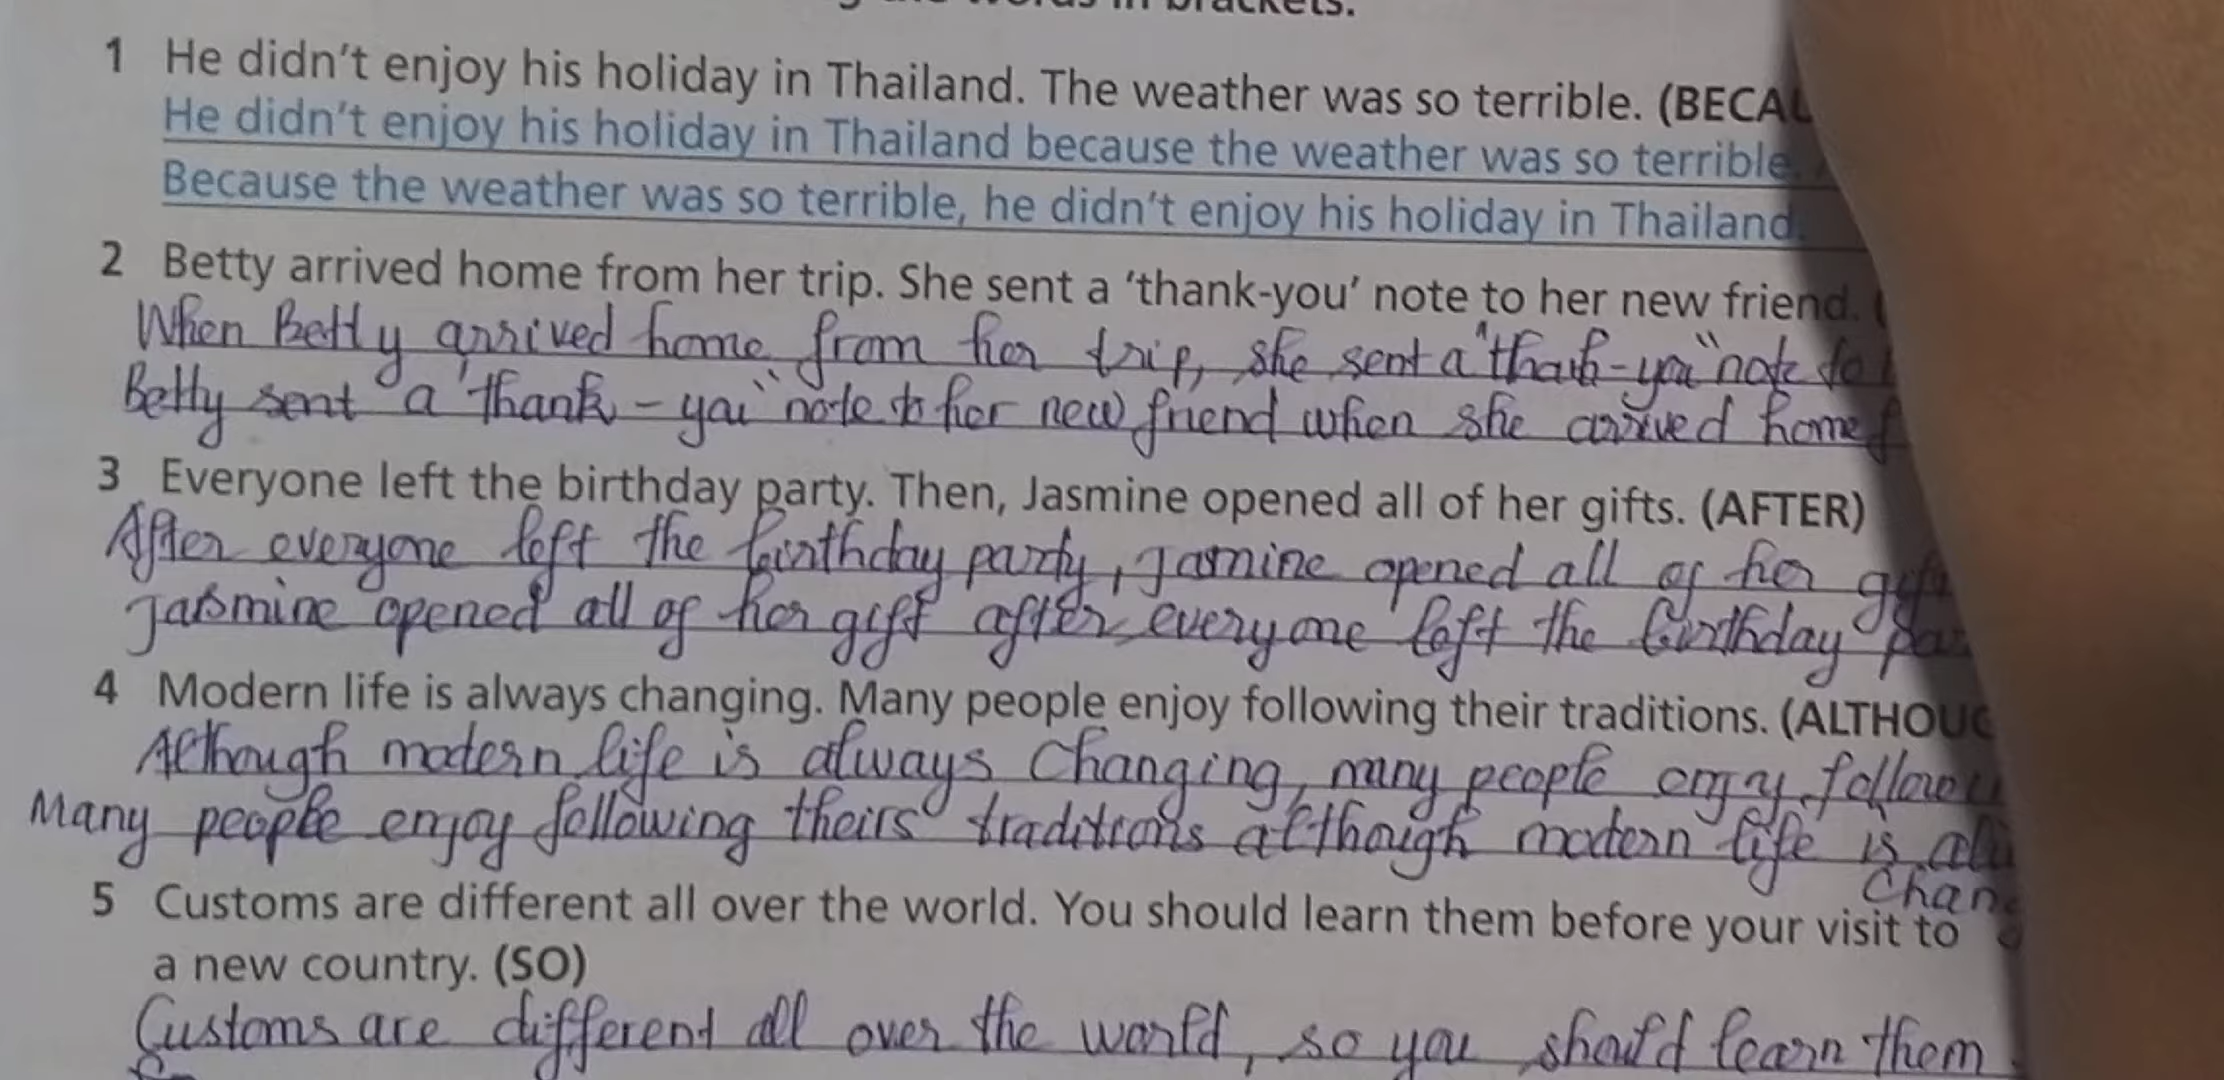 in brackets.
1 He didn't enjoy his holiday in Thailand. The weather was so terrible. (BECAU
He didn't enjoy his holiday in Thailand because the weather was so terrible.
Because the weather was so terrible, he didn't enjoy his holiday in Thailand.
2 Betty arrived home from her trip. She sent a 'thank-you' note to her new friend. (
When Betty arrived home from her trip, she sent a "thank-you" note to
Betty sent a "thank-you" note to her new friend when she arrived home f
3 Everyone left the birthday party. Then, Jasmine opened all of her gifts. (AFTER)
After everyone left the birthday party, Jasmine opened all of her gift
Jasmine opened all of her gift after everyone left the birthday par
4 Modern life is always changing. Many people enjoy following their traditions. (ALTHOUG
Although modern life is always changing, many people enjoy followi
Many people enjoy following theirs traditions although modern life is alw
chang
5 Customs are different all over the world. You should learn them before your visit to
a new country. (SO)
Customs are different all over the world, so you should learn them